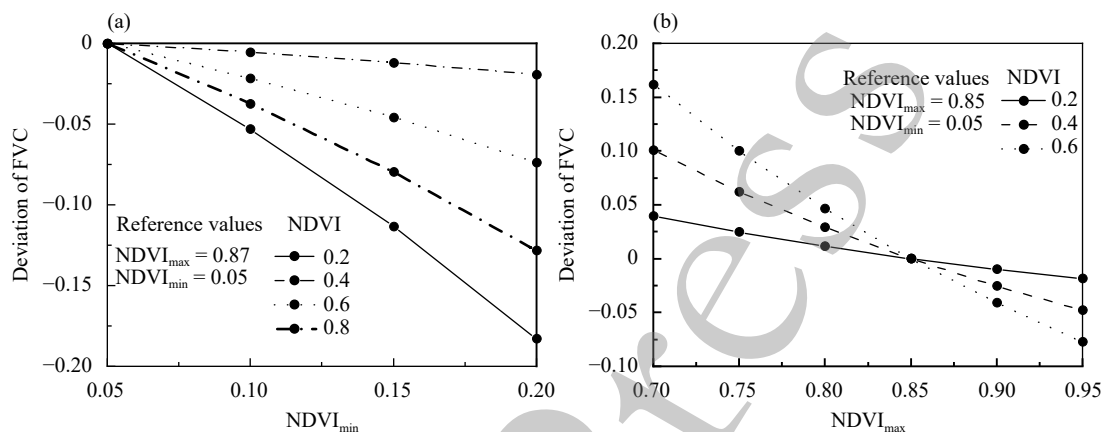 (a)
0
−0.05
−0.10
−0.15
−0.20
Deviation of FVC
Reference values
NDVImax = 0.87
NDVImin = 0.05
NDVI
0.2
0.4
0.6
0.8
0.05
0.10
0.15
0.20
NDVImin
(b)
0.20
0.15
0.10
0.05
0
−0.05
−0.10
Deviation of FVC
Reference values
NDVImax = 0.85
NDVImin = 0.05
NDVI
0.2
0.4
0.6
0.70
0.75
0.80
0.85
0.90
0.95
NDVImax
ress